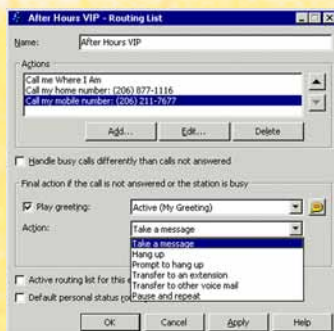 After Hours VIP - Routing List
Name: After Hours VIP
Actions
Call me Where I Am
Call my home number: (206) 877-1116
Call my mobile number: (206) 211-7677
Add... Edit... Delete
Handle busy calls differently than calls not answered
Final action if the call is not answered or the station is busy
Play greeting: Active (My Greeting)
Action: Take a message
Take a message
Hang up
Prompt to hang up
Transfer to an extension
Transfer to other voice mail
Pause and repeat
Active routing list for this
Default personal status
OK Cancel Apply Help